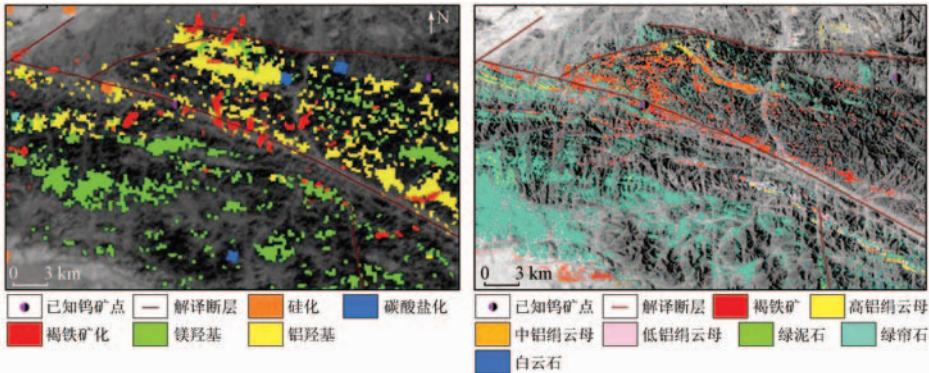 N
0 3 km
已知钨矿点 解译断层 硅化 碳酸盐化
褐铁矿化 镁羟基 铝羟基
N
0 3 km
已知钨矿点 解译断层 褐铁矿 高铝绢云母
中铝绢云母 低铝绢云母 绿泥石 绿帘石
白云石